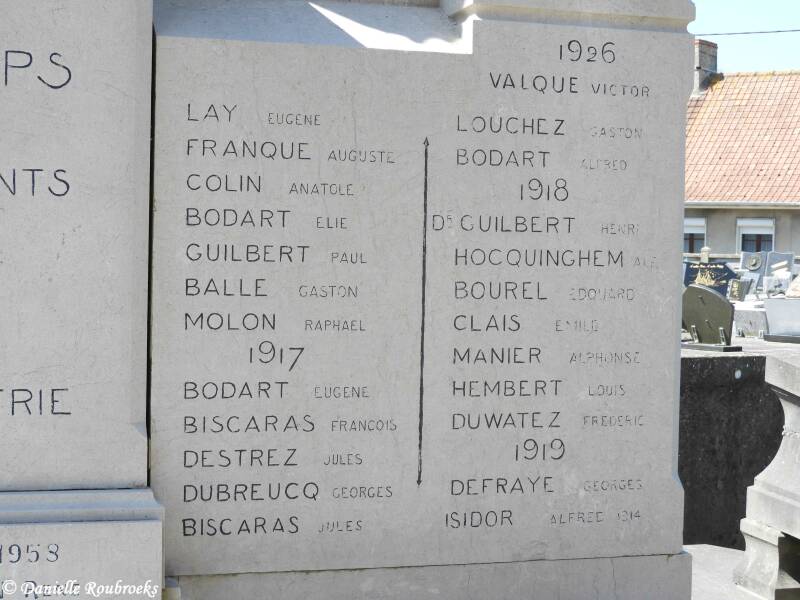 PS
NTS
TRIE
1958
LAY EUGENE
FRANQUE AUGUSTE
COLIN ANATOLE
BODART ELIE
GUILBERT PAUL
BALLE GASTON
MOLON RAPHAEL
1917
BODART EUGENE
BISCARAS FRANCOIS
DESTREZ JULES
DUBREUCQ GEORGES
BISCARAS JULES
1926
VALQUE VICTOR
LOUCHEZ GASTON
BODART ALFRED
1918
Dr GUILBERT HENRI
HOCQUINGHEM ALF
BOUREL EDOUARD
CLAIS EMILE
MANIER ALPHONSE
HEMBERT LOUIS
DUWATEZ FREDERIC
1919
DEFRAYE GEORGES
ISIDOR ALFRED 1914
© Danielle Roubroeks